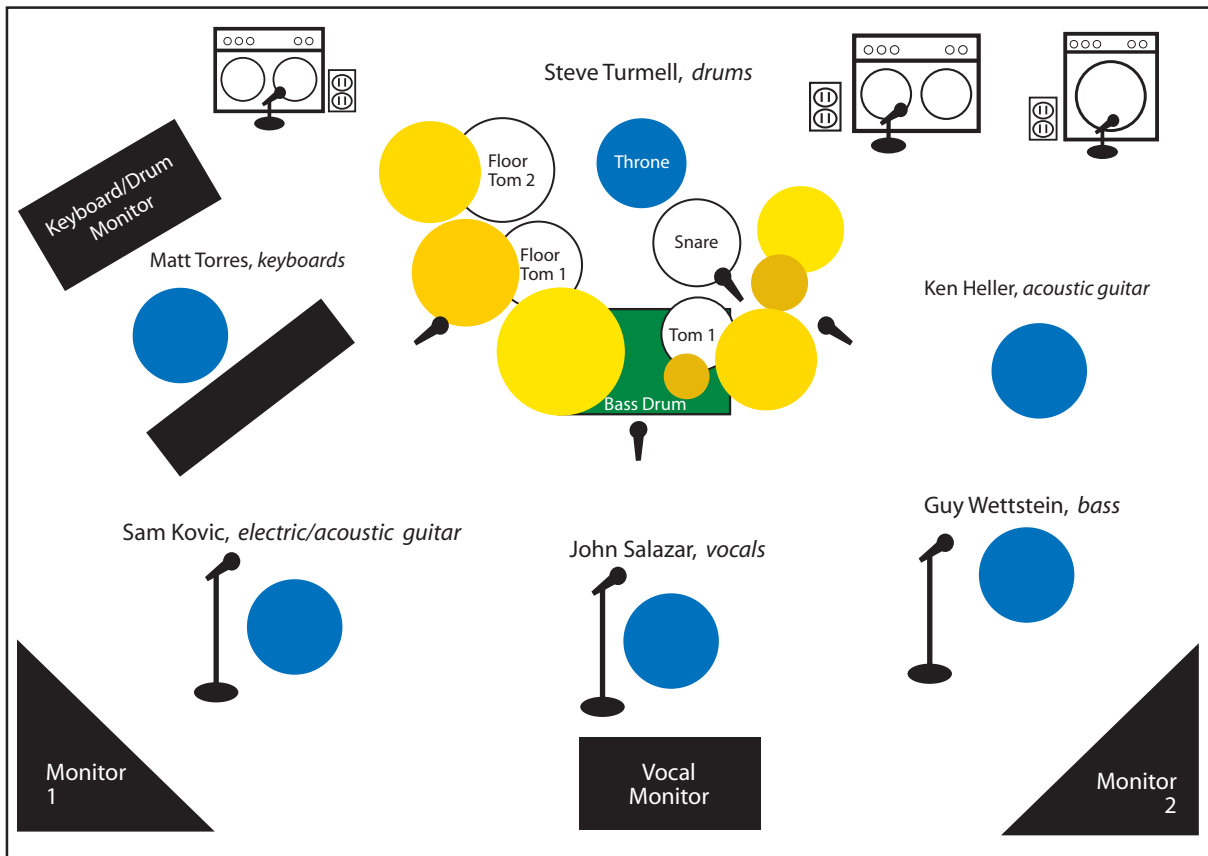 Steve Turmell, drums
Keyboard/Drum
Monitor
Floor
Tom 2
Throne
Snare
Floor
Tom 1
Matt Torres, keyboards
Ken Heller, acoustic guitar
Tom 1
Bass Drum
Sam Kovic, electric/acoustic guitar
John Salazar, vocals
Guy Wettstein, bass
Monitor
1
Vocal
Monitor
Monitor
2